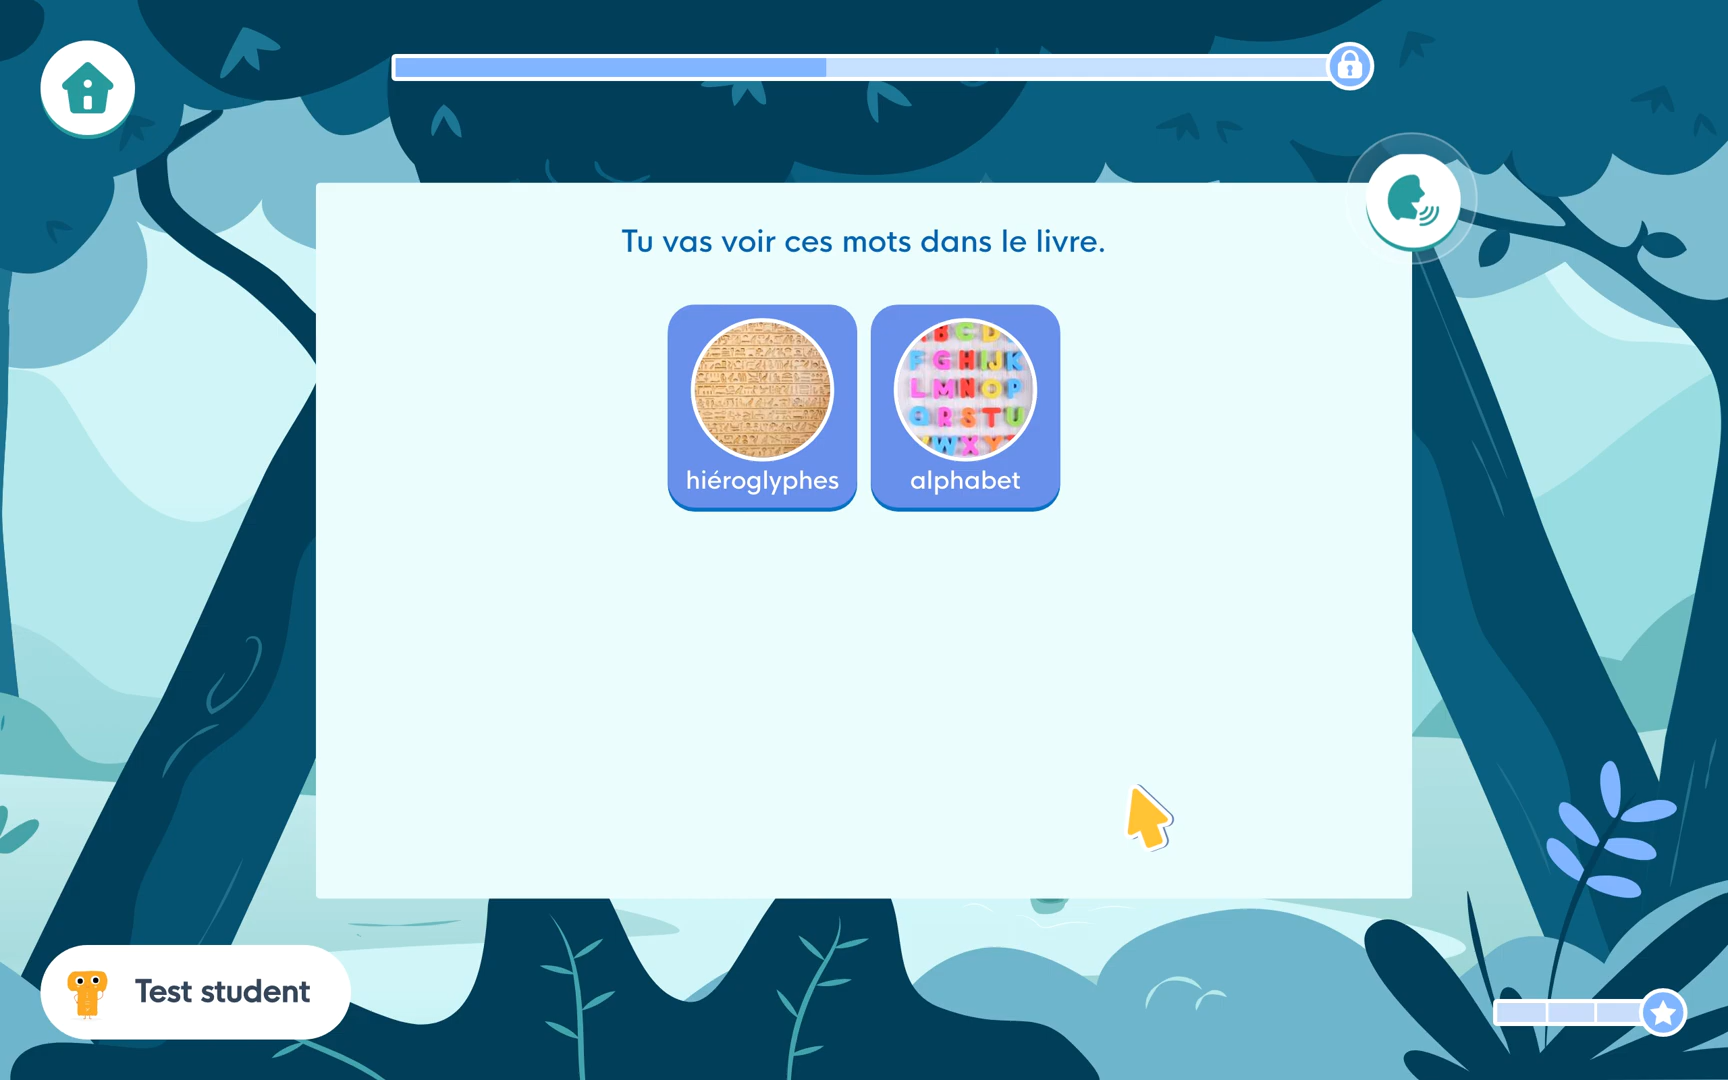 Tu vas voir ces mots dans le livre.
B C D
F G H I J K
L M N O P
Q R S T U
W X Y
hiéroglyphes
alphabet
Test student